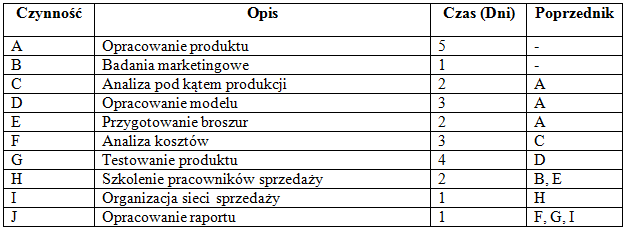 Czynność Opis Czas (Dni) Poprzednik
A Opracowanie produktu 5 -
B Badania marketingowe 1 -
C Analiza pod kątem produkcji 2 A
D Opracowanie modelu 3 A
E Przygotowanie broszur 2 A
F Analiza kosztów 3 C
G Testowanie produktu 4 D
H Szkolenie pracowników sprzedaży 2 B, E
I Organizacja sieci sprzedaży 1 H
J Opracowanie raportu 1 F, G, I